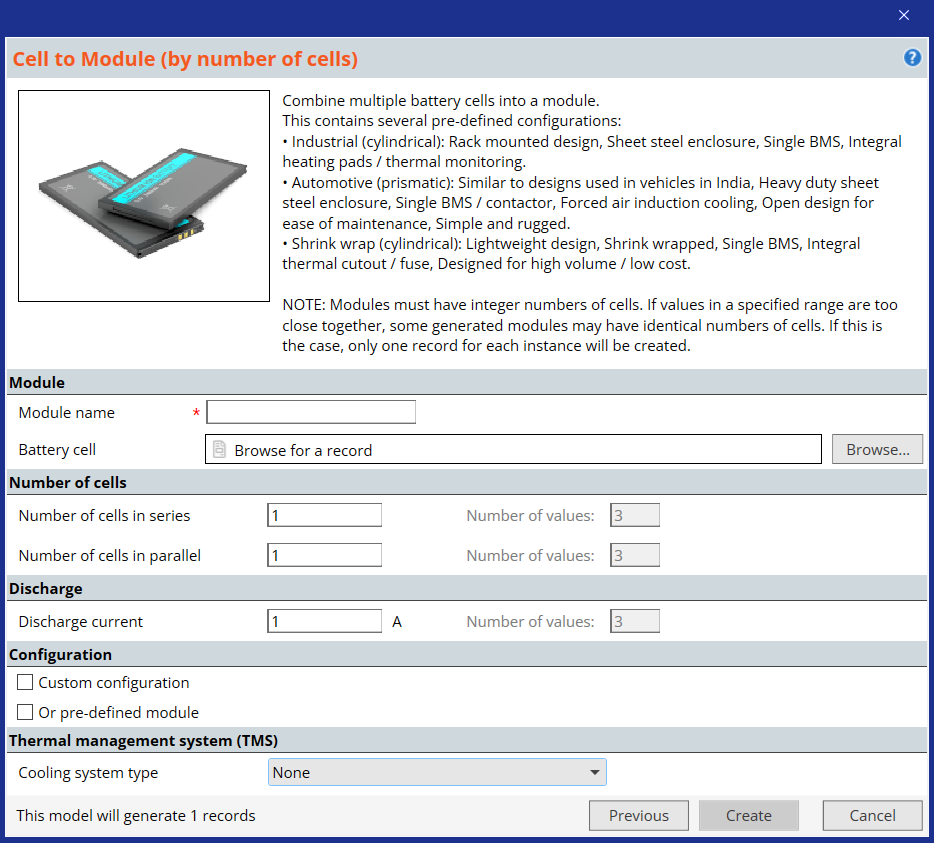 Cell to Module (by number of cells)
?
Combine multiple battery cells into a module.
This contains several pre-defined configurations:
• Industrial (cylindrical): Rack mounted design, Sheet steel enclosure, Single BMS, Integral
heating pads / thermal monitoring.
• Automotive (prismatic): Similar to designs used in vehicles in India, Heavy duty sheet
steel enclosure, Single BMS / contactor, Forced air induction cooling, Open design for
ease of maintenance, Simple and rugged.
• Shrink wrap (cylindrical): Lightweight design, Shrink wrapped, Single BMS, Integral
thermal cutout / fuse, Designed for high volume / low cost.
NOTE: Modules must have integer numbers of cells. If values in a specified range are too
close together, some generated modules may have identical numbers of cells. If this is
the case, only one record for each instance will be created.
Module
Module name *
Battery cell Browse for a record Browse...
Number of cells
Number of cells in series 1 Number of values: 3
Number of cells in parallel 1 Number of values: 3
Discharge
Discharge current 1 A Number of values: 3
Configuration
Custom configuration
Or pre-defined module
Thermal management system (TMS)
Cooling system type None
This model will generate 1 records Previous Create Cancel